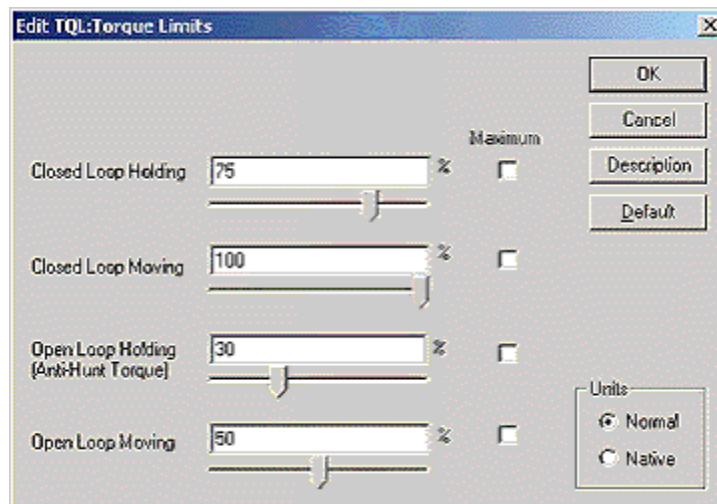 Edit TQL:Torque Limits
OK
Cancel
Maximum
Closed Loop Holding 75 %
Description
Default
Closed Loop Moving 100 %
Open Loop Holding 30 %
(Anti-Hunt Torque)
Units
Normal
Open Loop Moving 50 %
Native